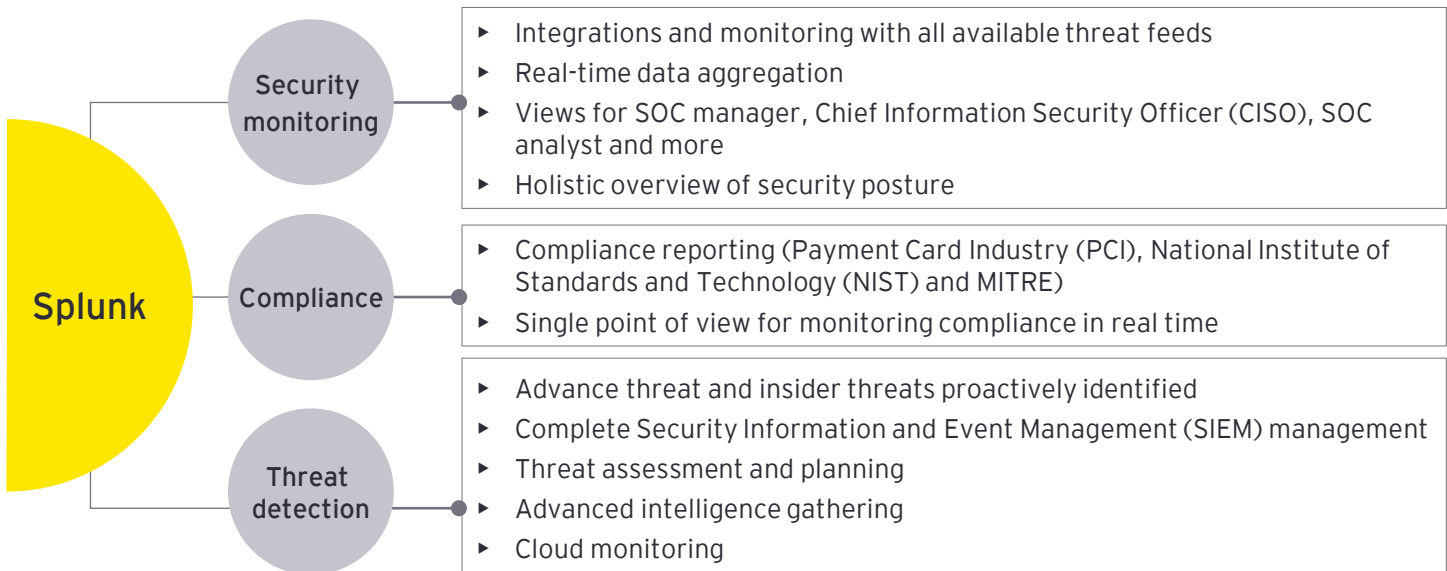 Splunk
Security
monitoring
▸ Integrations and monitoring with all available threat feeds
▸ Real-time data aggregation
▸ Views for SOC manager, Chief Information Security Officer (CISO), SOC
analyst and more
▸ Holistic overview of security posture
Compliance
▸ Compliance reporting (Payment Card Industry (PCI), National Institute of
Standards and Technology (NIST) and MITRE)
▸ Single point of view for monitoring compliance in real time
Threat
detection
▸ Advance threat and insider threats proactively identified
▸ Complete Security Information and Event Management (SIEM) management
▸ Threat assessment and planning
▸ Advanced intelligence gathering
▸ Cloud monitoring